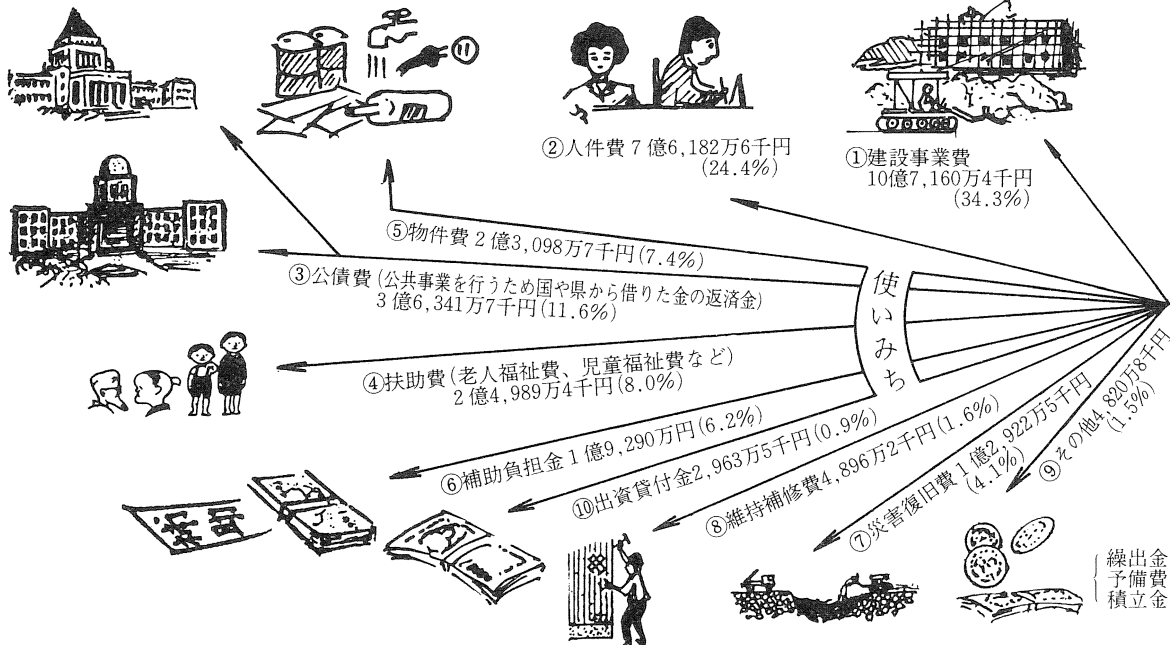 ①建設事業費
10億7,160万4千円
(34.3%)
②人件費7億6,182万6千円
(24.4%)
⑤物件費2億3,098万7千円(7.4%)
③公債費(公共事業を行うため国や県から借りた金の返済金)
3億6,341万7千円(11.6%)
④扶助費(老人福祉費、児童福祉費など)
2億4,989万4千円(8.0%)
⑥補助負担金1億9,290万円(6.2%)
⑩出資貸付金2,963万5千円(0.9%)
⑧維持補修費4,896万2千円(1.6%)
⑦災害復旧費1億2,922万5千円
(4.1%)
⑨その他4,820万8千円
(1.5%)
使いみち
繰出金
予備費
積立金